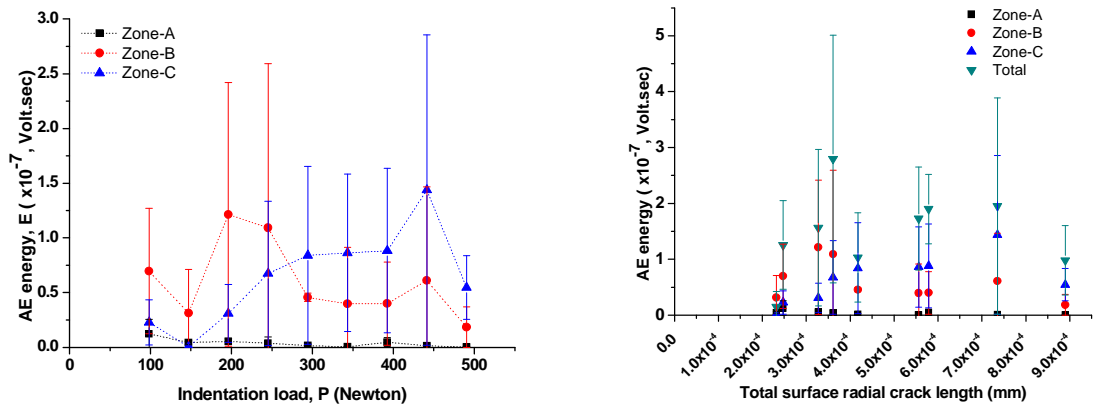 3.0
2.5
2.0
1.5
1.0
0.5
0.0
0 100 200 300 400 500
AE energy, E ( x10⁻⁷, Volt.sec)
Indentation load, P (Newton)
Zone-A
Zone-B
Zone-C
5
4
3
2
1
0
0.0 1.0x10⁴ 2.0x10⁴ 3.0x10⁴ 4.0x10⁴ 5.0x10⁴ 6.0x10⁴ 7.0x10⁴ 8.0x10⁴ 9.0x10⁴
AE energy ( x10⁻⁷, Volt.sec)
Total surface radial crack length (mm)
Zone-A
Zone-B
Zone-C
Total